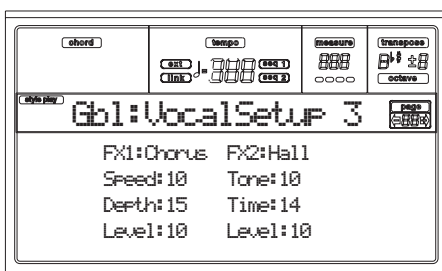 chord tempo measure transpose
ext seq 1
link seq 2
octave
style play Gbl:VocalSetup 3 page
FX1:Chorus FX2:Hall
Speed:10 Tone:10
Depth:15 Time:14
Level:10 Level:10